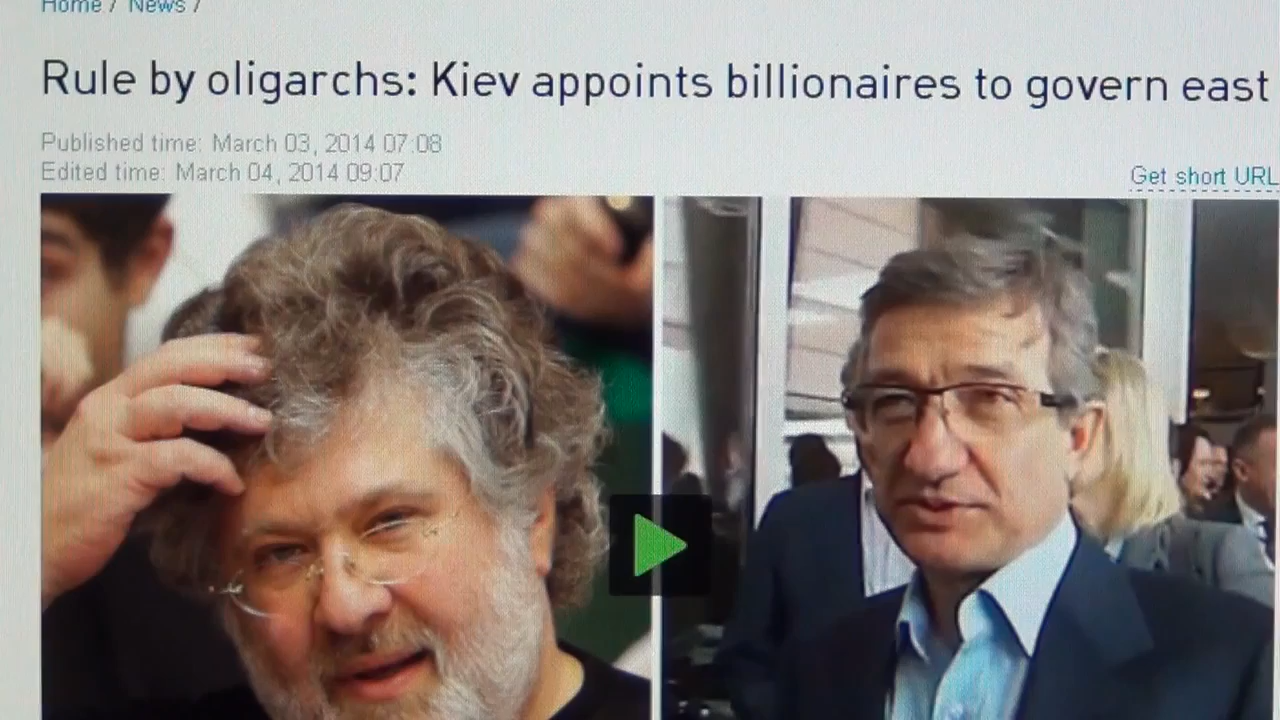 Home / News /
Rule by oligarchs: Kiev appoints billionaires to govern east
Published time: March 03, 2014 07:08
Edited time: March 04, 2014 09:07
Get short URL